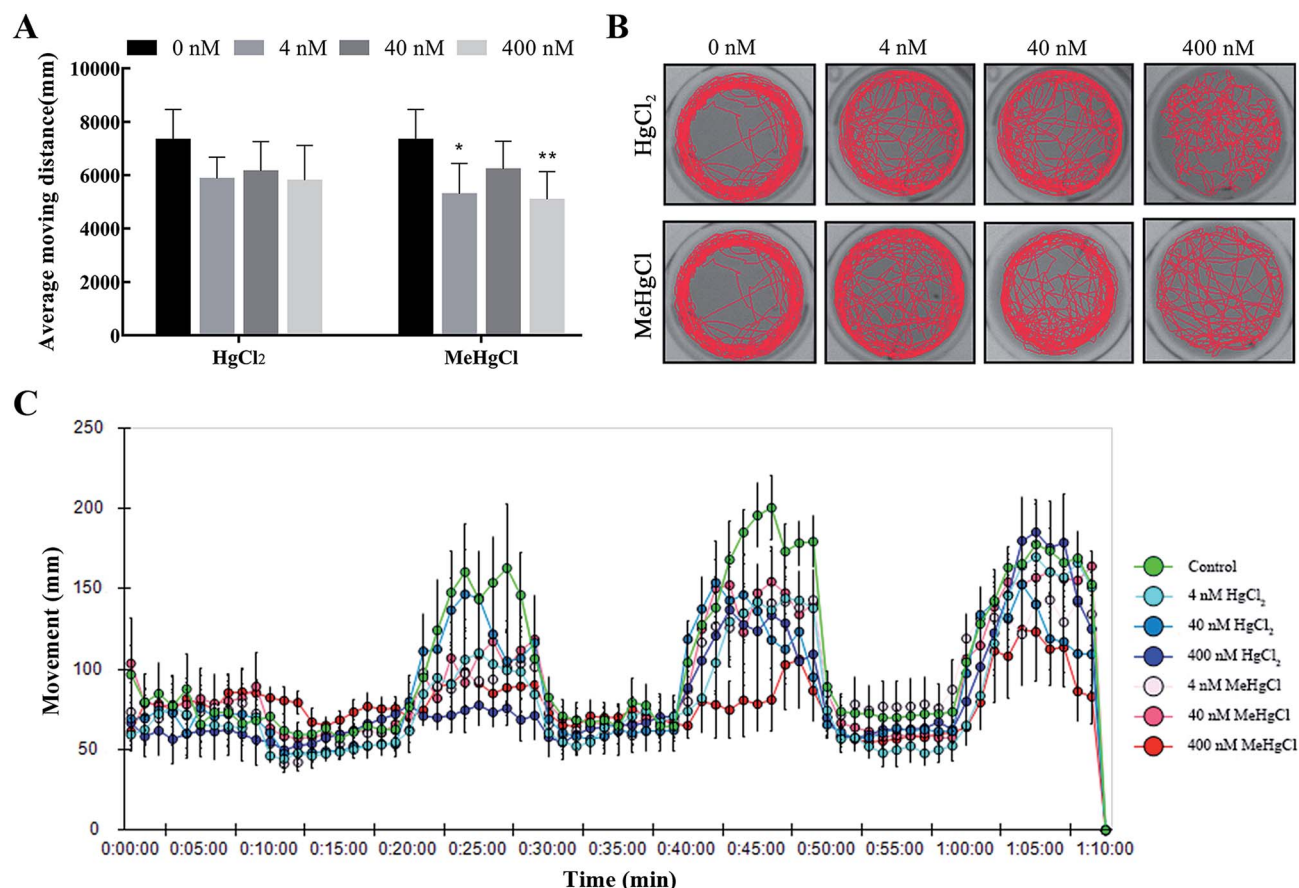 A
0 nM 4 nM 40 nM 400 nM
Average moving distance(mm)
10000
8000
6000
4000
2000
0
* **
HgCl2 MeHgCl
B
0 nM 4 nM 40 nM 400 nM
HgCl2
MeHgCl
C
Movement (mm)
250
200
150
100
50
0
0:00:00 0:05:00 0:10:00 0:15:00 0:20:00 0:25:00 0:30:00 0:35:00 0:40:00 0:45:00 0:50:00 0:55:00 1:00:00 1:05:00 1:10:00
Time (min)
Control
4 nM HgCl2
40 nM HgCl2
400 nM HgCl2
4 nM MeHgCl
40 nM MeHgCl
400 nM MeHgCl